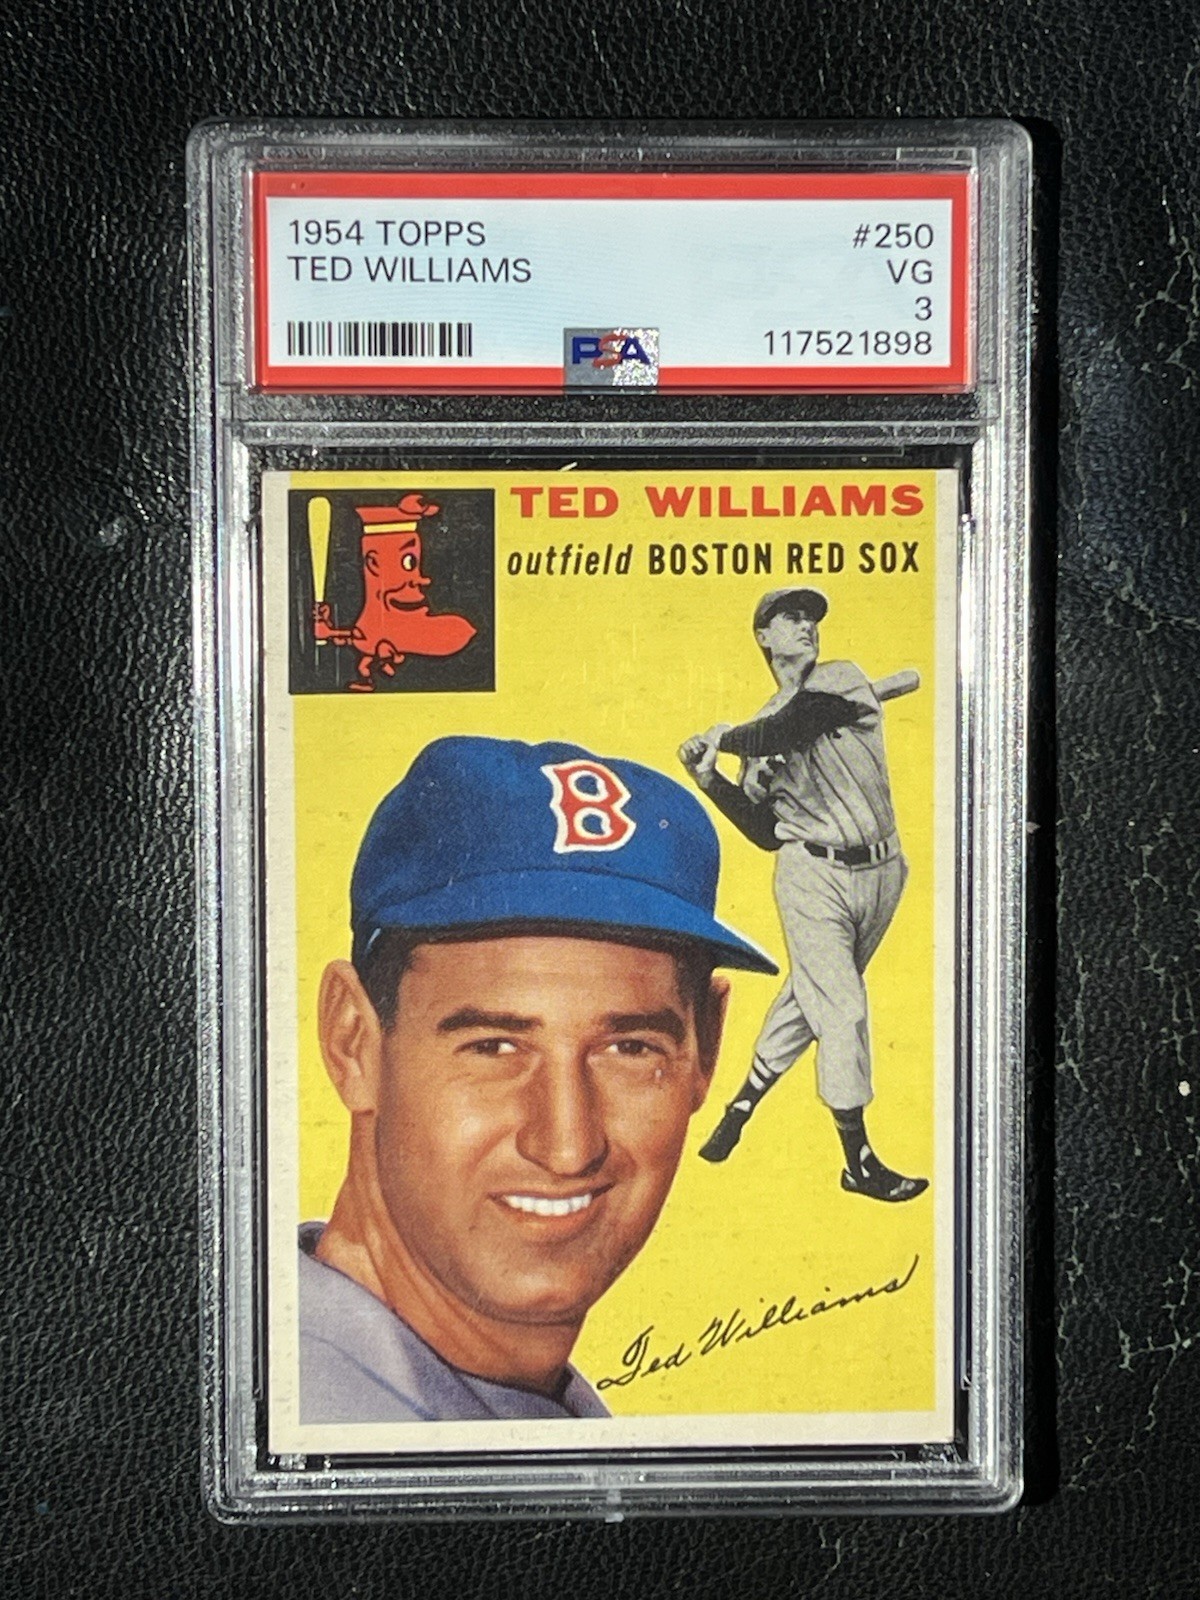 1954 TOPPS
#250
TED WILLIAMS
VG
3
PSA
117521898
TED WILLIAMS
outfield BOSTON RED SOX
B
Ted Williams